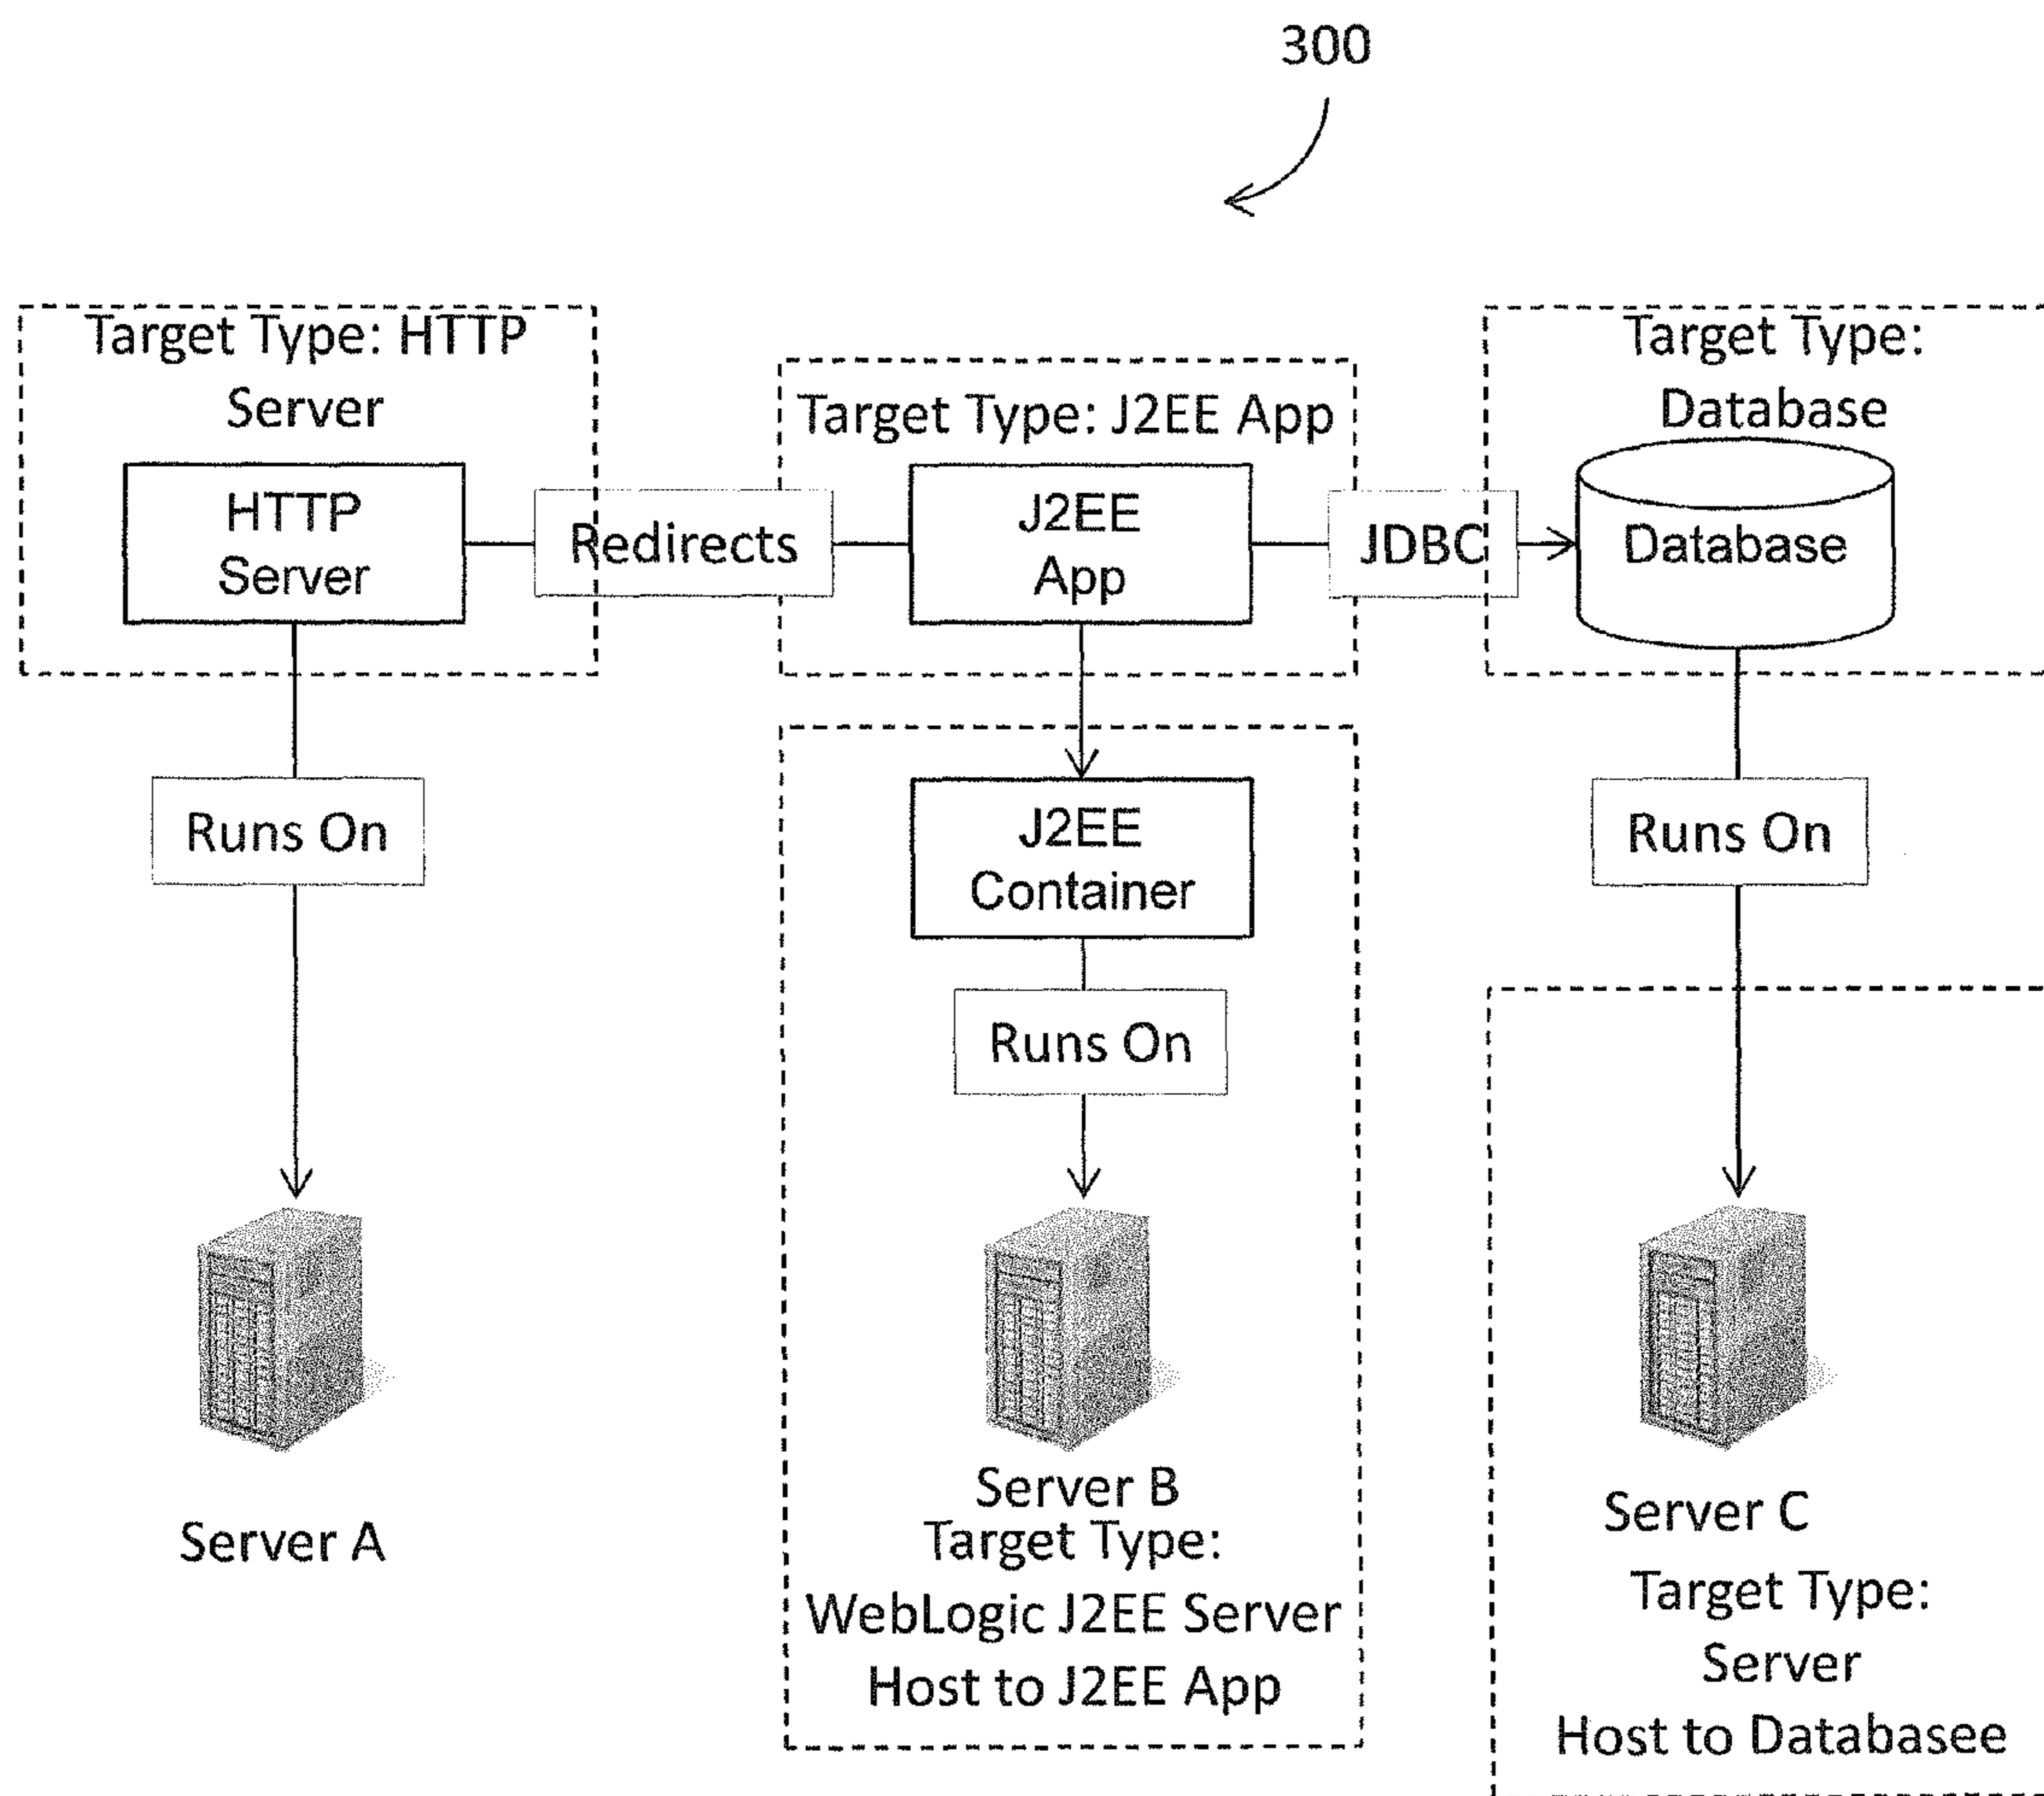 300
Target Type: HTTP
Server
HTTP
Server
Redirects
Target Type: J2EE App
J2EE
App
JDBC
Target Type:
Database
Database
Runs On
J2EE
Container
Runs On
Runs On
Server A
Server B
Target Type:
WebLogic J2EE Server
Host to J2EE App
Server C
Target Type:
Server
Host to Databasee